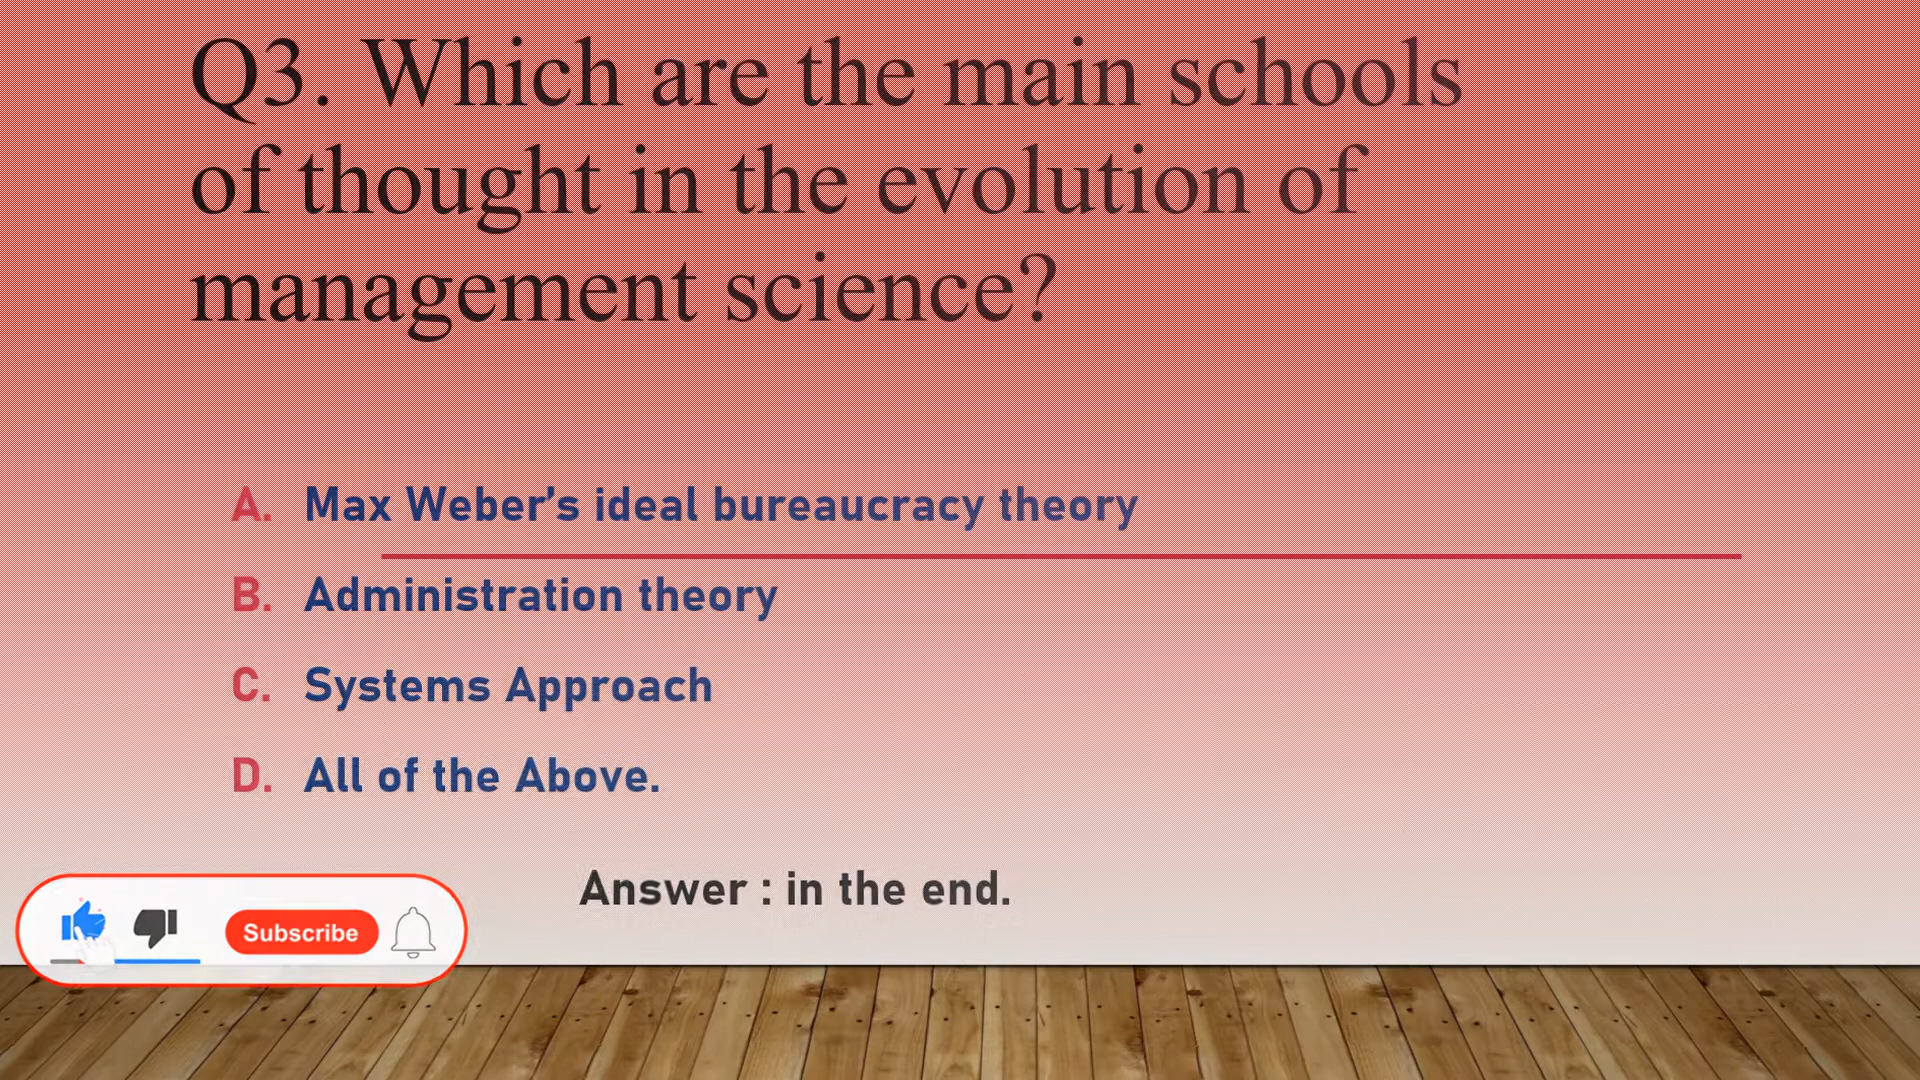 Q3. Which are the main schools
of thought in the evolution of
management science?
A. Max Weber's ideal bureaucracy theory
B. Administration theory
C. Systems Approach
D. All of the Above.
Answer : in the end.
Subscribe